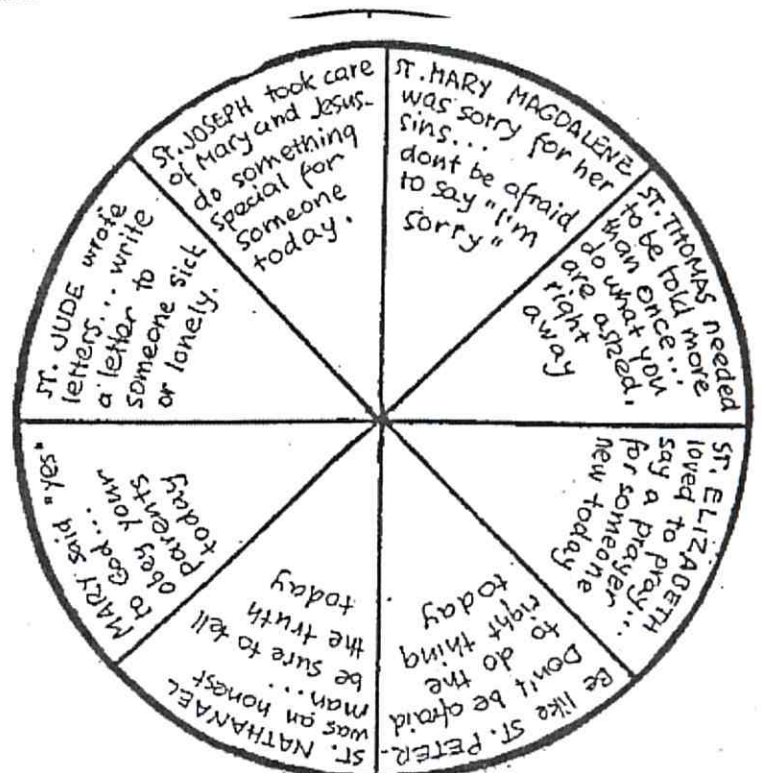 ST. MARY MAGDALENE
was sorry for her
sins...
dont be afraid
to say "I'm
sorry"
ST. THOMAS needed
to be told more
than once...
do what you
are asked,
right
away
ST. ELIZABETH
loved to pray...
say a prayer
for someone
new today
Be like ST. PETER-
Don't be afraid
to do the
right thing
today
ST. NATHANAEL
was an honest
man...
be sure to tell
the truth
today
MARY said "yes"
to God...
obey your
parents
today
ST. JUDE wrote
letters... write
a letter to
someone sick
or lonely.
ST. JOSEPH took care
of Mary and Jesus-
do something
special for
someone
today.